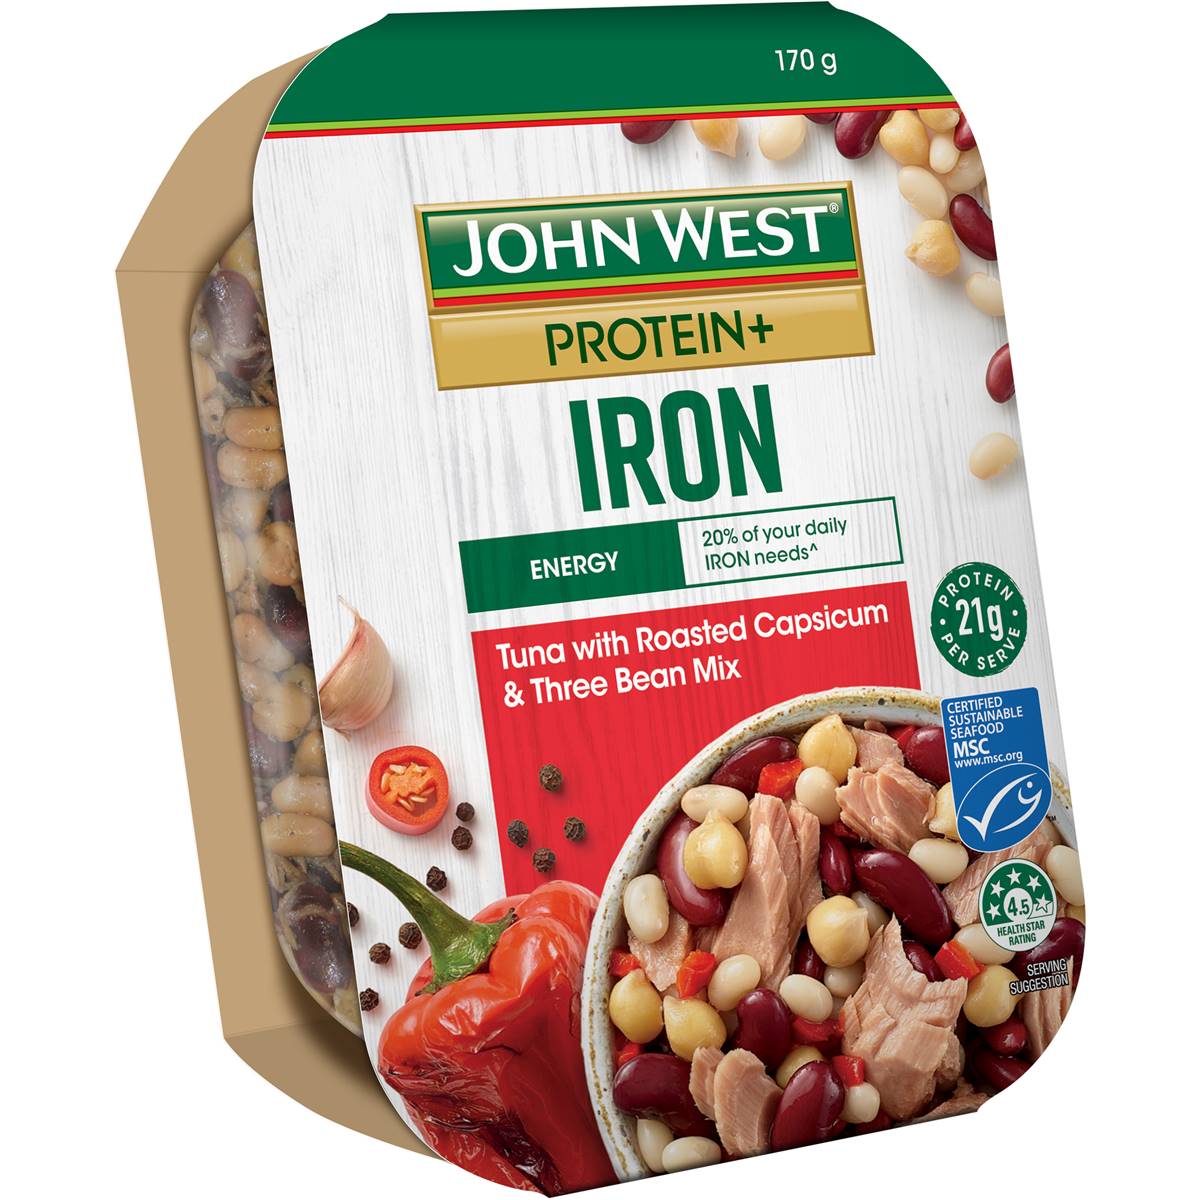 170 g
JOHN WEST®
PROTEIN+
IRON
ENERGY
20% of your daily
IRON needs^
Tuna with Roasted Capsicum
& Three Bean Mix
PROTEIN
21g
PER SERVE
CERTIFIED
SUSTAINABLE
SEAFOOD
MSC
www.msc.org
TM
4.5
HEALTH STAR
RATING
SERVING
SUGGESTION